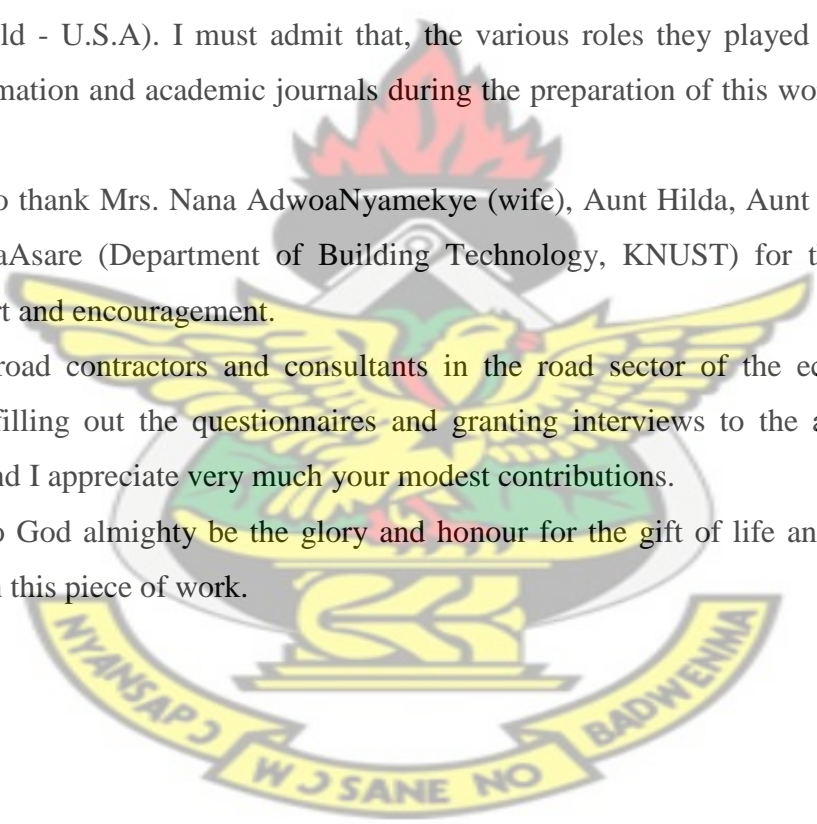 ld - U.S.A). I must admit that, the various roles they played
mation and academic journals during the preparation of this wo
o thank Mrs. Nana AdwoaNyamekye (wife), Aunt Hilda, Aunt
aAsare (Department of Building Technology, KNUST) for t
t and encouragement.
road contractors and consultants in the road sector of the ec
filling out the questionnaires and granting interviews to the a
nd I appreciate very much your modest contributions.
o God almighty be the glory and honour for the gift of life an
n this piece of work.
NYANSAPƆ WƆSANE NO BADWENMA